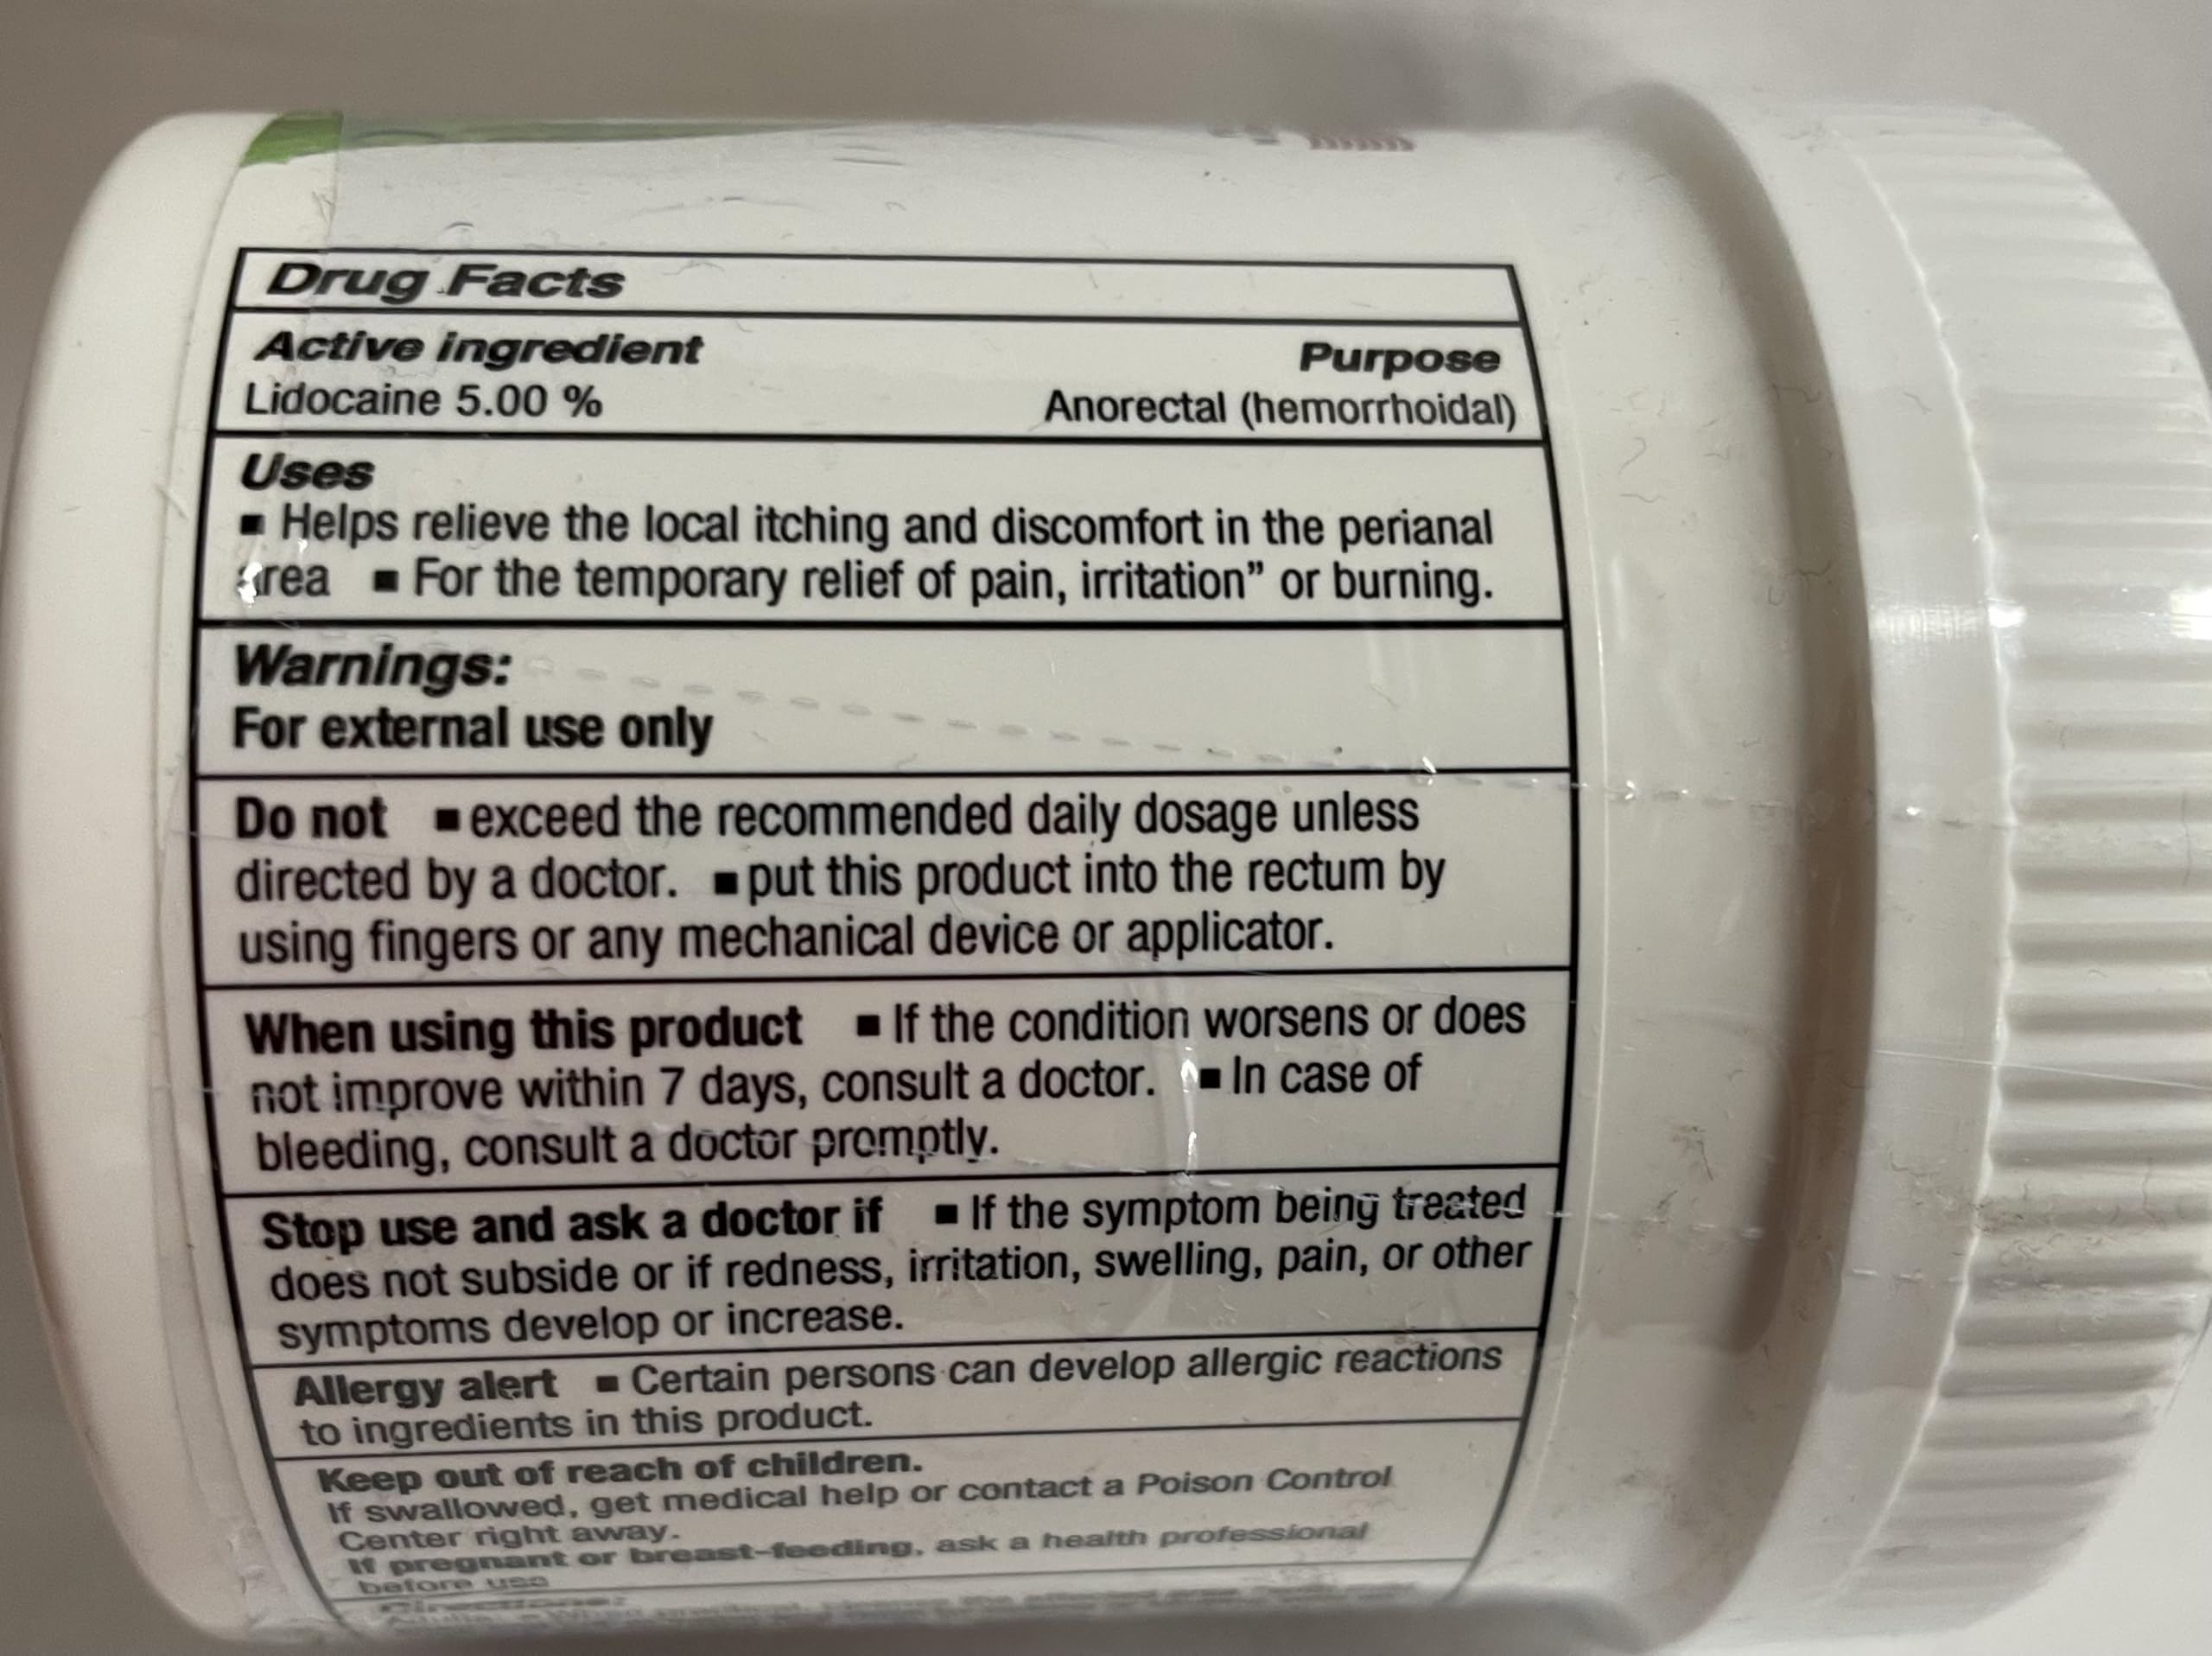 Drug Facts
Active ingredient Purpose
Lidocaine 5.00 % Anorectal (hemorrhoidal)
Uses
▪ Helps relieve the local itching and discomfort in the perianal
area ▪ For the temporary relief of pain, irritation” or burning.
Warnings:
For external use only
Do not ▪ exceed the recommended daily dosage unless
directed by a doctor. ▪ put this product into the rectum by
using fingers or any mechanical device or applicator.
When using this product ▪ If the condition worsens or does
not improve within 7 days, consult a doctor. ▪ In case of
bleeding, consult a doctor promptly.
Stop use and ask a doctor if ▪ If the symptom being treated
does not subside or if redness, irritation, swelling, pain, or other
symptoms develop or increase.
Allergy alert ▪ Certain persons can develop allergic reactions
to ingredients in this product.
Keep out of reach of children.
If swallowed, get medical help or contact a Poison Control
Center right away.
If pregnant or breast-feeding, ask a health professional
before use
Directions: